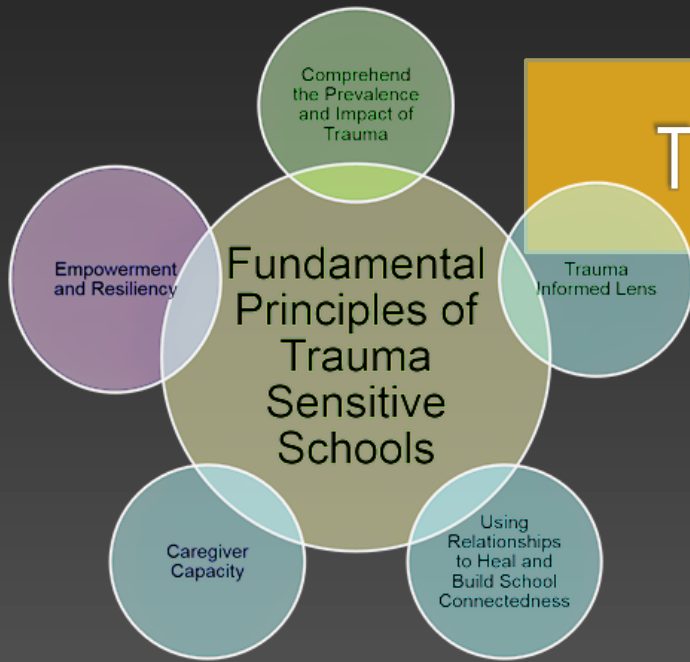 Comprehend
the Prevalence
and Impact of
Trauma
T
Empowerment
and Resiliency
Fundamental
Principles of
Trauma
Sensitive
Schools
Trauma
Informed Lens
Caregiver
Capacity
Using
Relationships
to Heal and
Build School
Connectedness